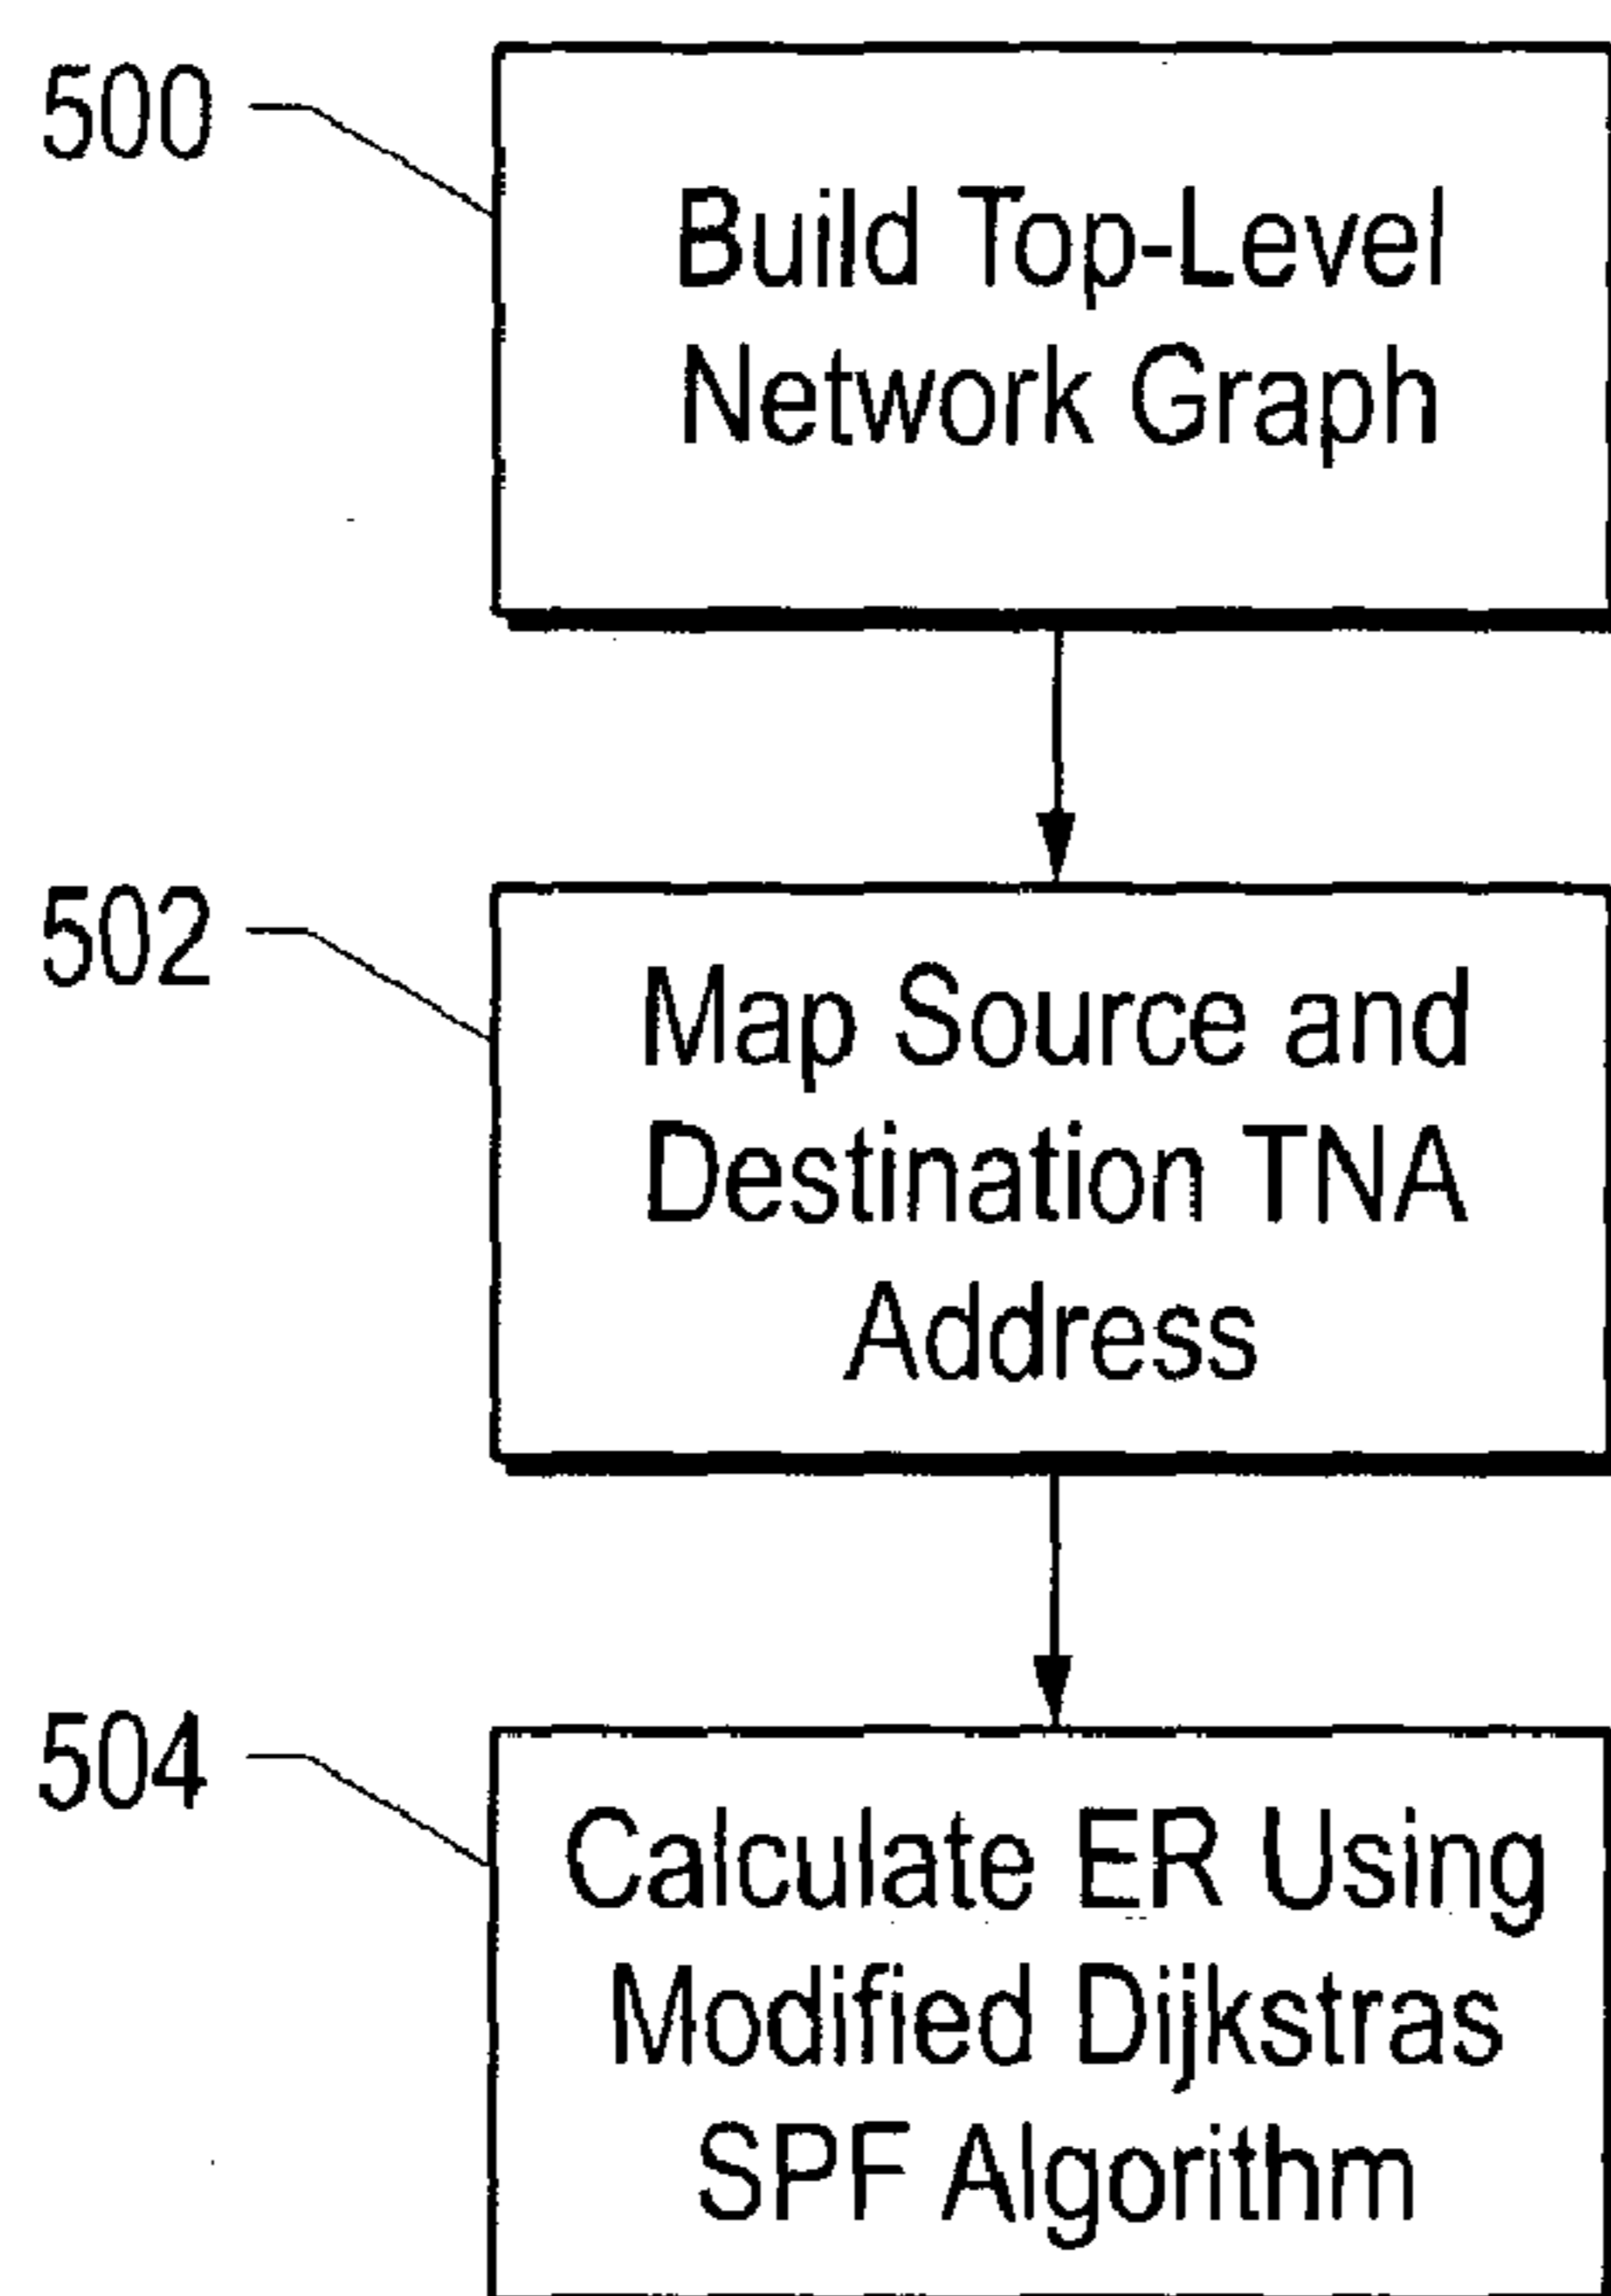 500
Build Top-Level
Network Graph
502
Map Source and
Destination TNA
Address
504
Calculate ER Using
Modified Dijkstras
SPF Algorithm